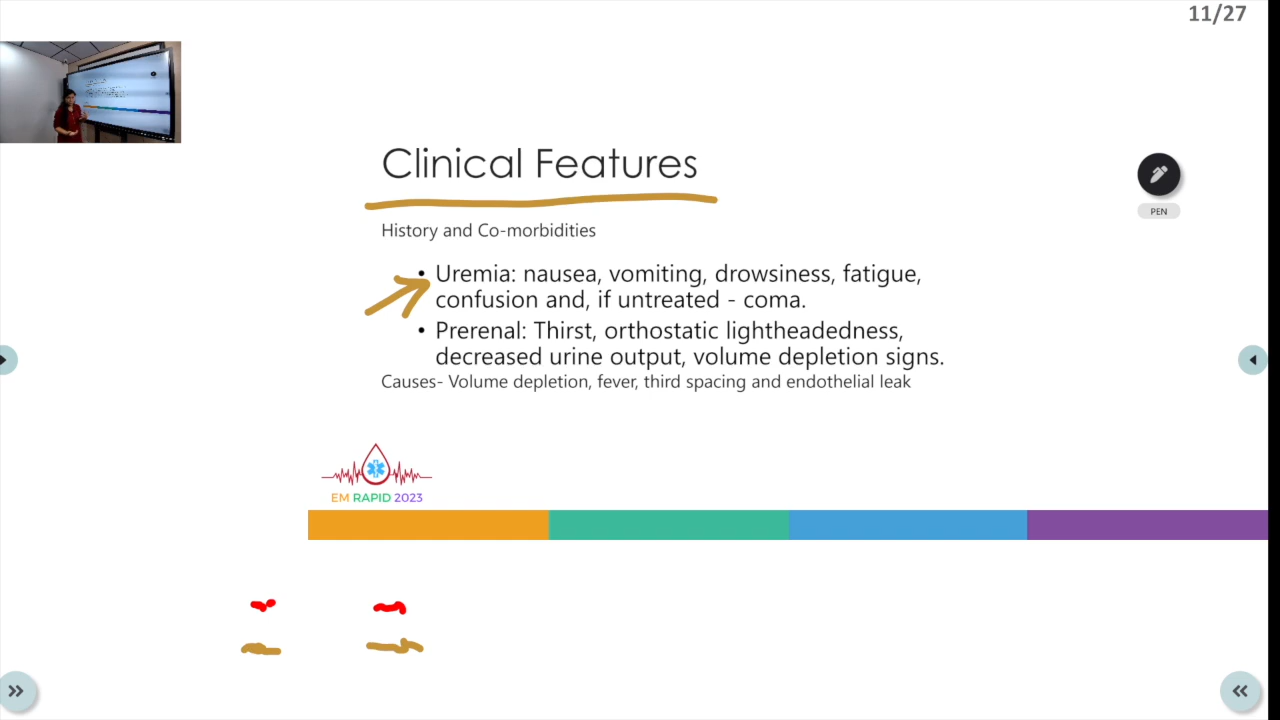 11/27
Clinical Features
PEN
History and Co-morbidities
• Uremia: nausea, vomiting, drowsiness, fatigue,
confusion and, if untreated - coma.
• Prerenal: Thirst, orthostatic lightheadedness,
decreased urine output, volume depletion signs.
Causes- Volume depletion, fever, third spacing and endothelial leak
EM RAPID 2023